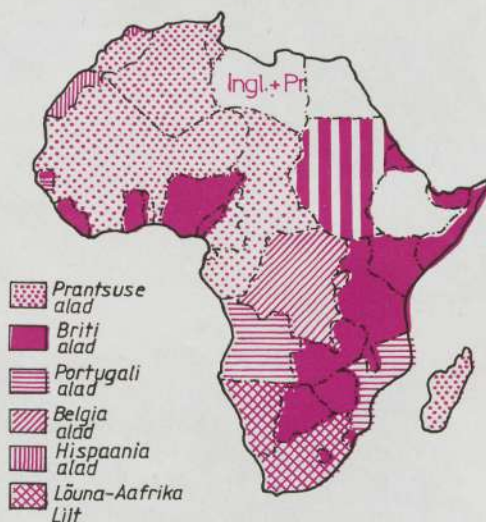 Ingl.+Pr.
Prantsuse
alad
Briti
alad
Portugali
alad
Belgia
alad
Hispaania
alad
Lõuna-Aafrika
Liit